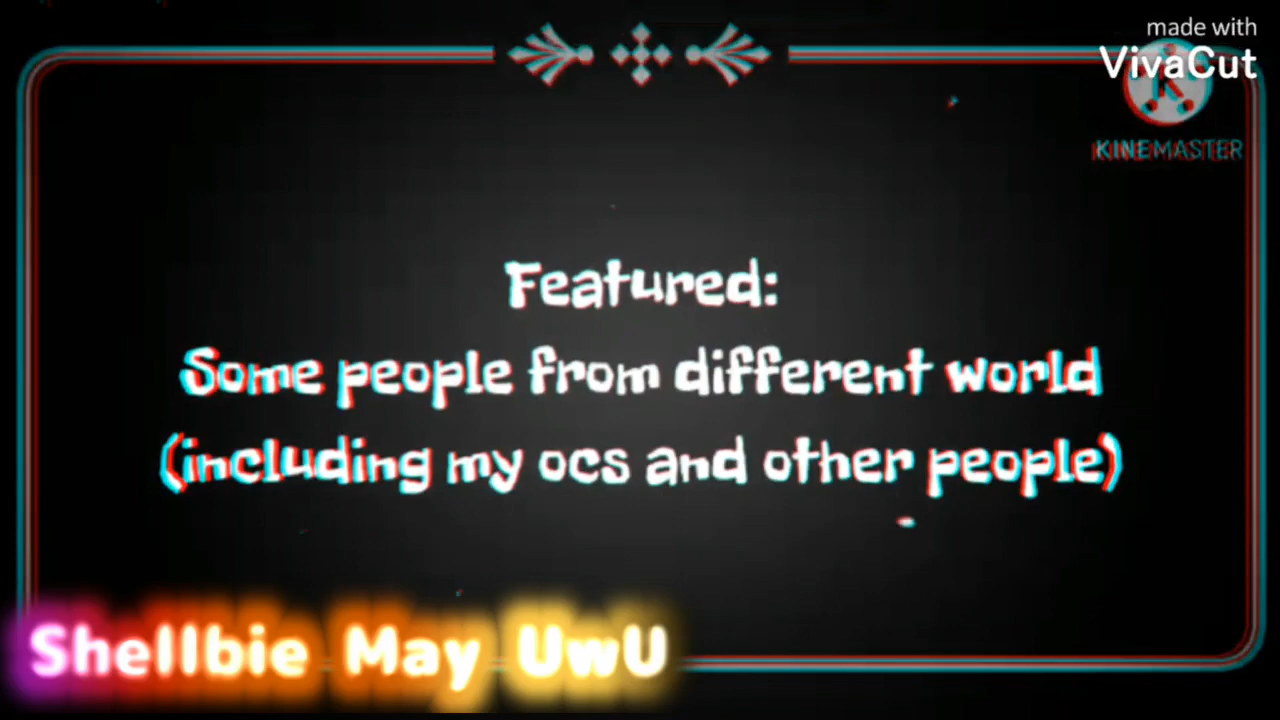 made with
VivaCut
KINEMASTER
Featured:
Some people from different world
(including my ocs and other people)
Shellbie May UwU